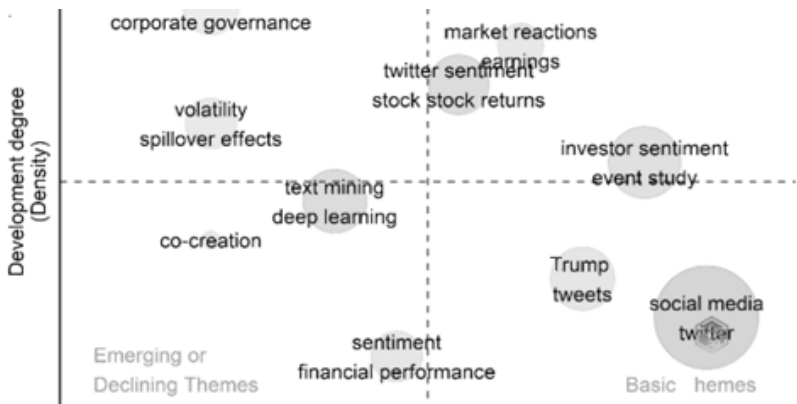 corporate governance
market reactions
earnings
twitter sentiment
stock stock returns
volatility
spillover effects
investor sentiment
event study
text mining
deep learning
co-creation
Trump
tweets
social media
twitter
sentiment
financial performance
Emerging or
Declining Themes
Basic hemes
Development degree
(Density)